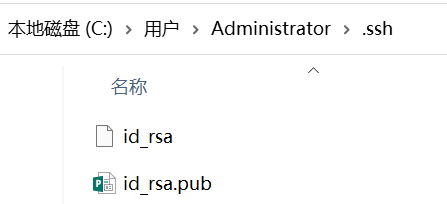 本地磁盘 (C:) > 用户 > Administrator > .ssh
名称
id_rsa
id_rsa.pub